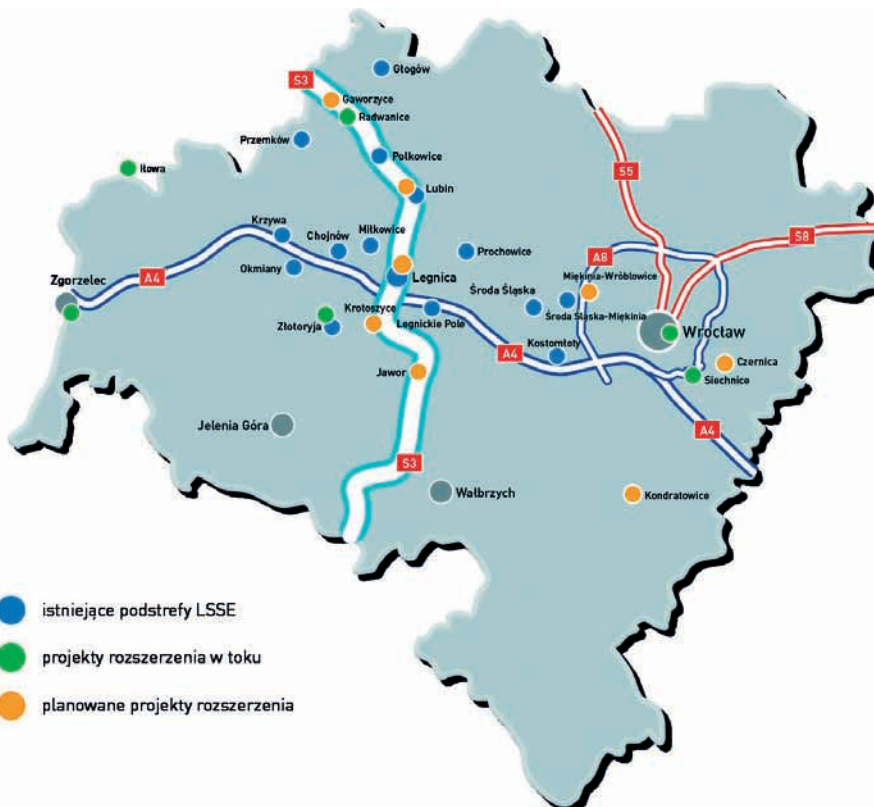 Głogów
S3
Gaworzyce
Radwanice
Przemków
Polkowice
Iłowa
S5
Lubin
Krzywa
Chojnów
Miłkowice
Prochowice
A8
S8
Zgorzelec
A4
Okmiany
Legnica
Miękinia-Wróblowice
Środa Śląska
Krotoszyce
Legnickie Pole
Środa Śląska-Miękinia
Złotoryja
Wrocław
A4
Kostomłoty
Czernica
Jawor
Siechnice
Jelenia Góra
A4
S3
Wałbrzych
Kondratowice
istniejące podstrefy LSSE
projekty rozszerzenia w toku
planowane projekty rozszerzenia